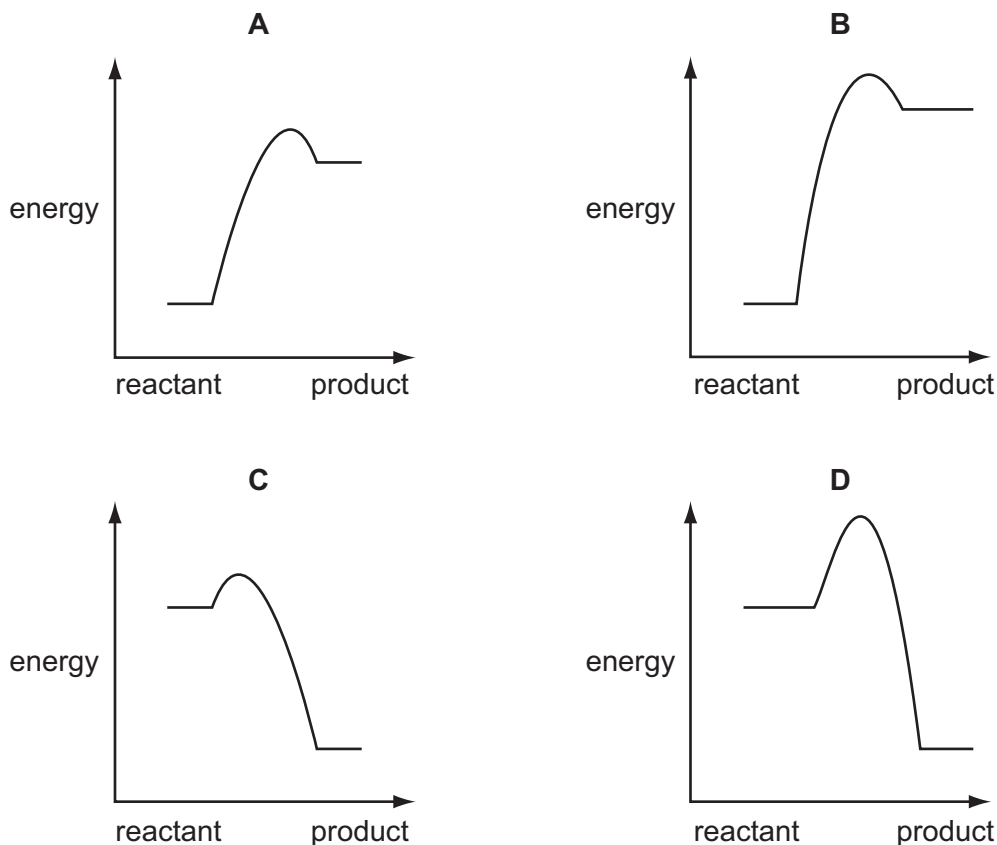 A
B
energy
energy
reactant product
reactant product
C
D
energy
energy
reactant product
reactant product